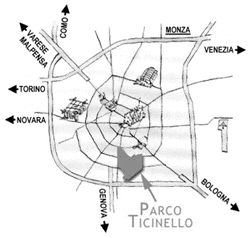 COMO
MONZA
VARESE
MALPENSA
VENEZIA
TORINO
NOVARA
GENOVA
BOLOGNA
PARCO
TICINELLO